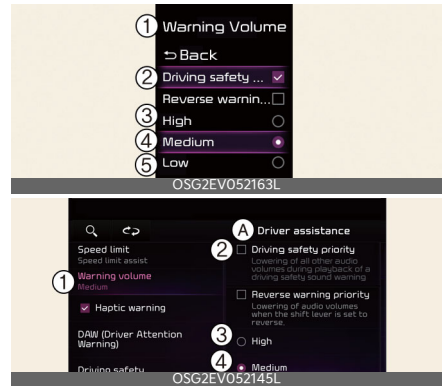 ① Warning Volume
Back
② Driving safety ...
Reverse warnin...
③ High
④ Medium
⑤ Low
OSG2EV052163L
A Driver assistance
Speed limit
Speed limit assist
① Warning volume
Medium
Haptic warning
DAW (Driver Attention
Warning)
Driving safety
② Driving safety priority
Lowering of all other audio
volumes during playback of a
driving safety sound warning
Reverse warning priority
Lowering of audio volumes
when the shift lever is set to
reverse.
③ High
④ Medium
OSG2EV052145L